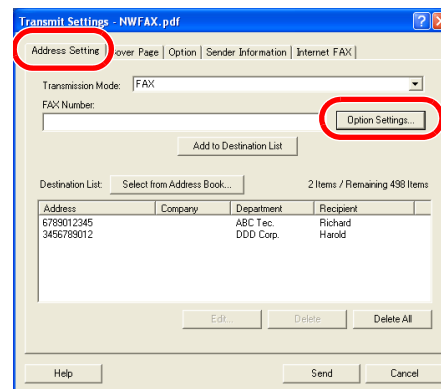 Transmit Settings - NWFAX.pdf
Address Setting | Cover Page | Option | Sender Information | Internet FAX
Transmission Mode: FAX
FAX Number:
Option Settings...
Add to Destination List
Destination List: Select from Address Book... 2 Items / Remaining 498 Items
Address Company Department Recipient
6789012345 ABC Tec. Richard
3456789012 DDD Corp. Harold
Edit... Delete Delete All
Help Send Cancel